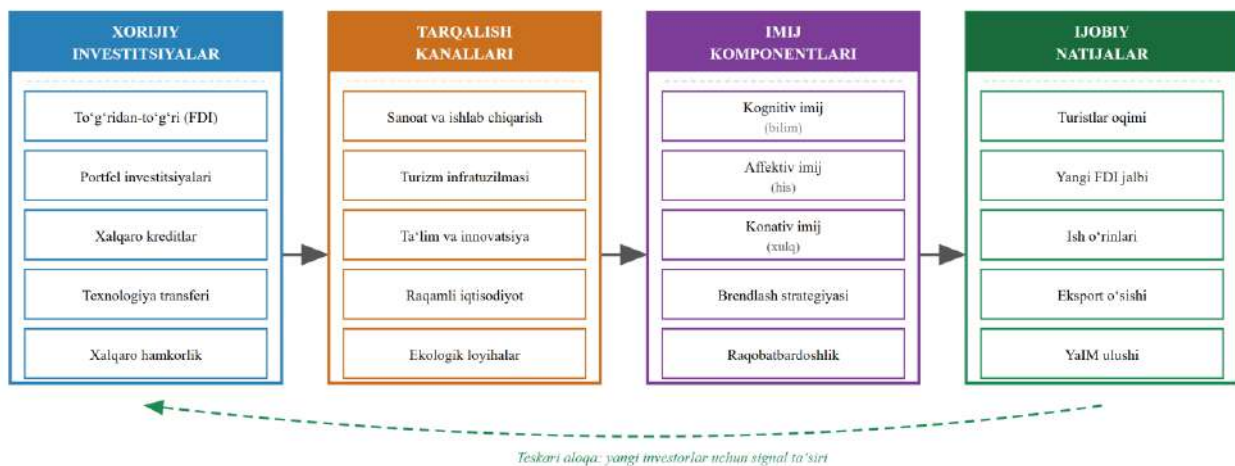 XORIJIY
INVESTITSIYALAR
To‘g‘ridan-to‘g‘ri (FDI)
Portfel investitsiyalari
Xalqaro kreditlar
Texnologiya transferi
Xalqaro hamkorlik
TARQALISH
KANALLARI
Sanoat va ishlab chiqarish
Turizm infratuzilmasi
Ta‘lim va innovatsiya
Raqamli iqtisodiyot
Ekologik loyihalar
IMIJ
KOMPONENTLARI
Kognitiv imij
(bilim)
Affektiv imij
(his)
Konativ imij
(xulq)
Brendlash strategiyasi
Raqobatbardoshlik
IJOBIY
NATIJALAR
Turistlar oqimi
Yangi FDI jalbi
Ish o‘rinlari
Eksport o‘sishi
YaIM ulushi
Teskari aloqa: yangi investorlar uchun signal ta‘siri